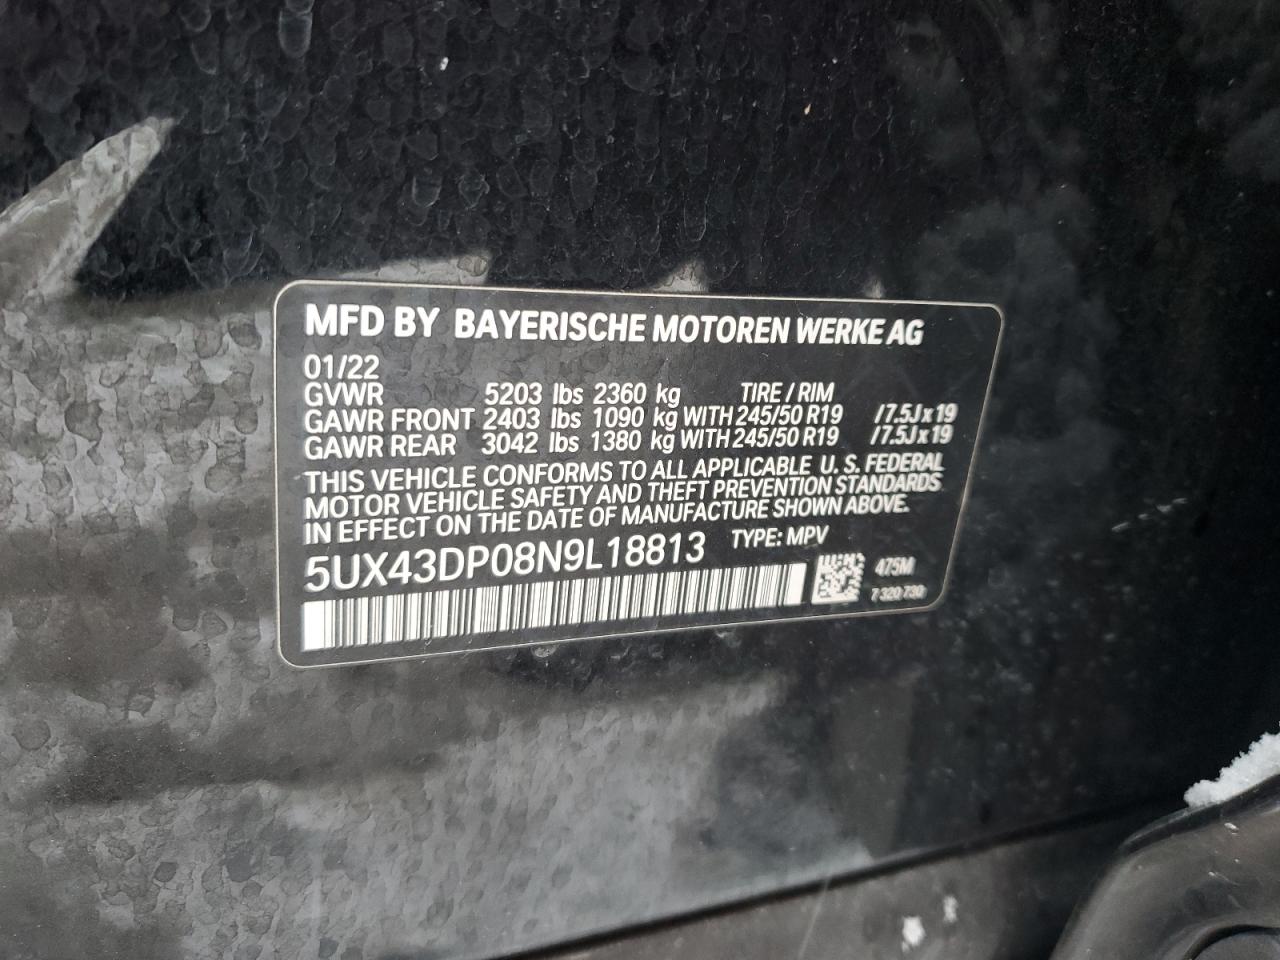 MFD BY BAYERISCHE MOTOREN WERKE AG
01/22
GVWR 5203 lbs 2360 kg TIRE / RIM
GAWR FRONT 2403 lbs 1090 kg WITH 245/50 R19 /7.5J x 19
GAWR REAR 3042 lbs 1380 kg WITH 245/50 R19 /7.5J x 19
THIS VEHICLE CONFORMS TO ALL APPLICABLE U. S. FEDERAL
MOTOR VEHICLE SAFETY AND THEFT PREVENTION STANDARDS
IN EFFECT ON THE DATE OF MANUFACTURE SHOWN ABOVE.
5UX43DP08N9L18813 TYPE: MPV
475M
7 320 730